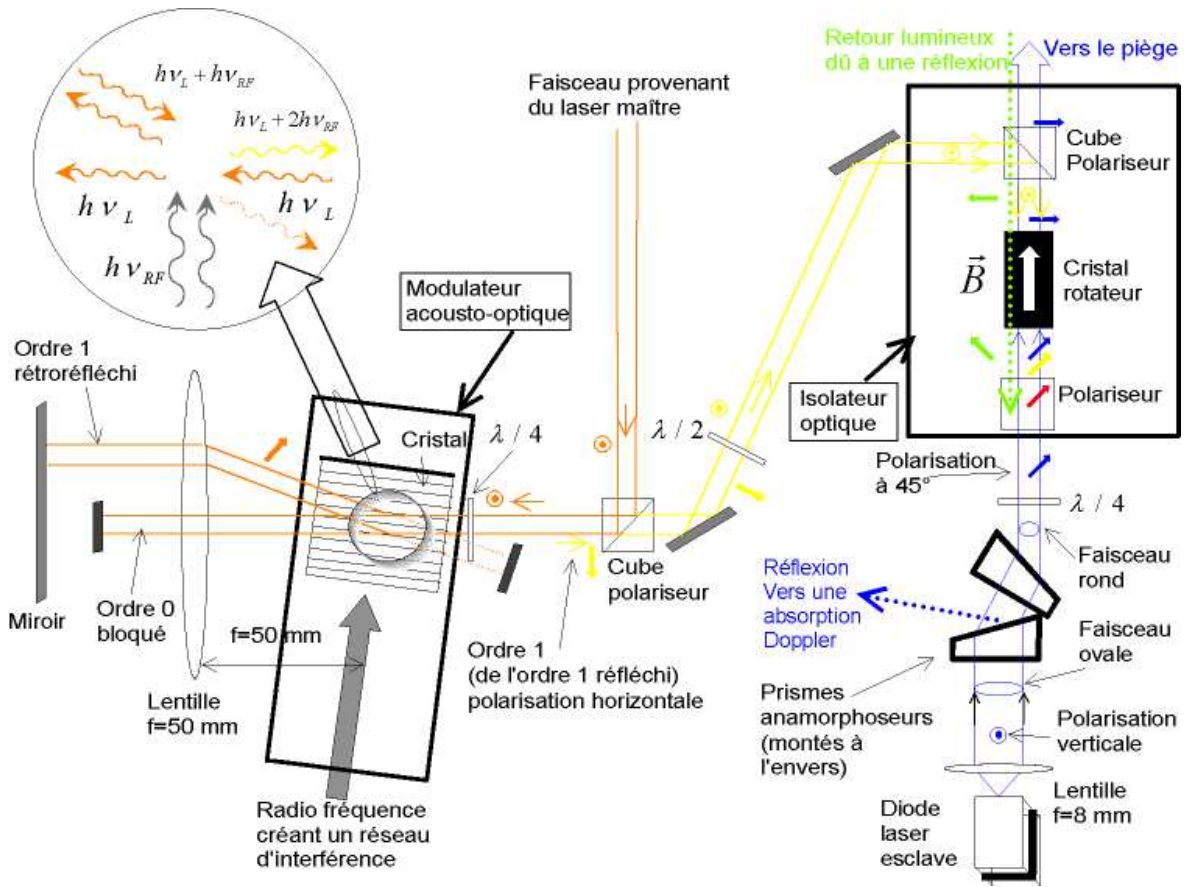 hν_L + hν_RF
hν_L + 2hν_RF
hν_L
hν_L
hν_RF
Faisceau provenant
du laser maître
Retour lumineux
dû à une réflexion
Vers le piège
Cube
Polariseur
B
Cristal
rotateur
Polariseur
Isolateur
optique
Modulateur
acousto-optique
Ordre 1
rétroréfléchi
Cristal
λ / 4
λ / 2
Polarisation
à 45°
λ / 4
Faisceau
rond
Miroir
Ordre 0
bloqué
f=50 mm
Lentille
f=50 mm
Cube
polariseur
Ordre 1
(de l'ordre 1 réfléchi)
polarisation horizontale
Radio fréquence
créant un réseau
d'interférence
Réflexion
Vers une
absorption
Doppler
Faisceau
ovale
Prismes
anamorphoseurs
(montés à
l'envers)
Polarisation
verticale
Lentille
f=8 mm
Diode
laser
esclave